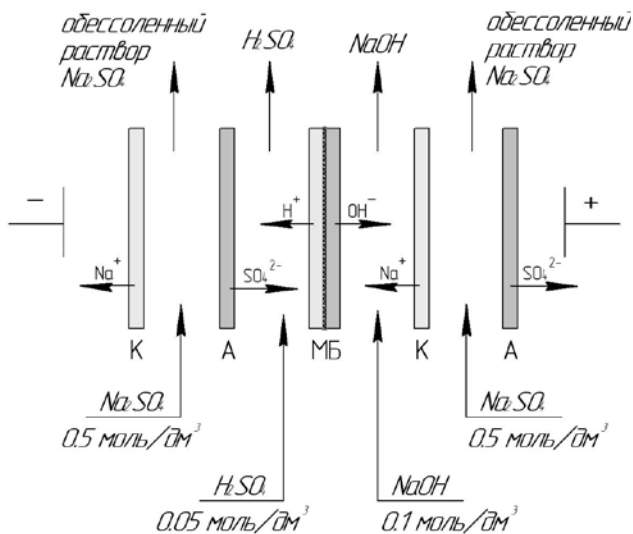 обессоленный
раствор
Na₂SO₄
H₂SO₄
NaOH
обессоленный
раствор
Na₂SO₄
−
H⁺
OH⁻
+
Na⁺
SO₄²⁻
Na⁺
SO₄²⁻
К
А
МБ
К
А
Na₂SO₄
0.5 моль/дм³
Na₂SO₄
0.5 моль/дм³
H₂SO₄
0.05 моль/дм³
NaOH
0.1 моль/дм³